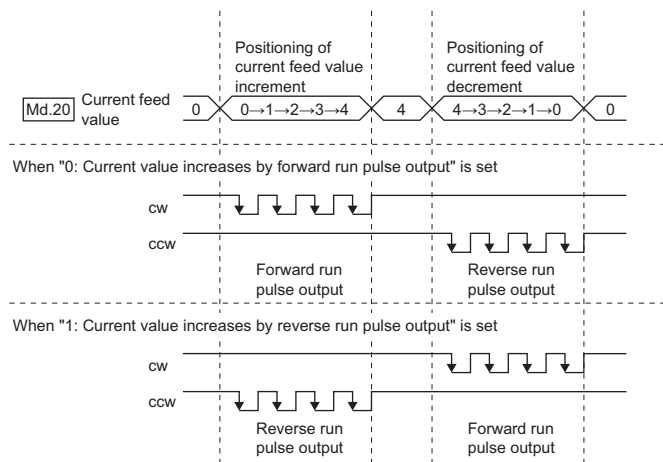 Positioning of
current feed value
increment
Positioning of
current feed value
decrement
Md.20 Current feed
value
0 0→1→2→3→4 4 4→3→2→1→0 0
When "0: Current value increases by forward run pulse output" is set
cw
ccw
Forward run
pulse output
Reverse run
pulse output
When "1: Current value increases by reverse run pulse output" is set
cw
ccw
Reverse run
pulse output
Forward run
pulse output